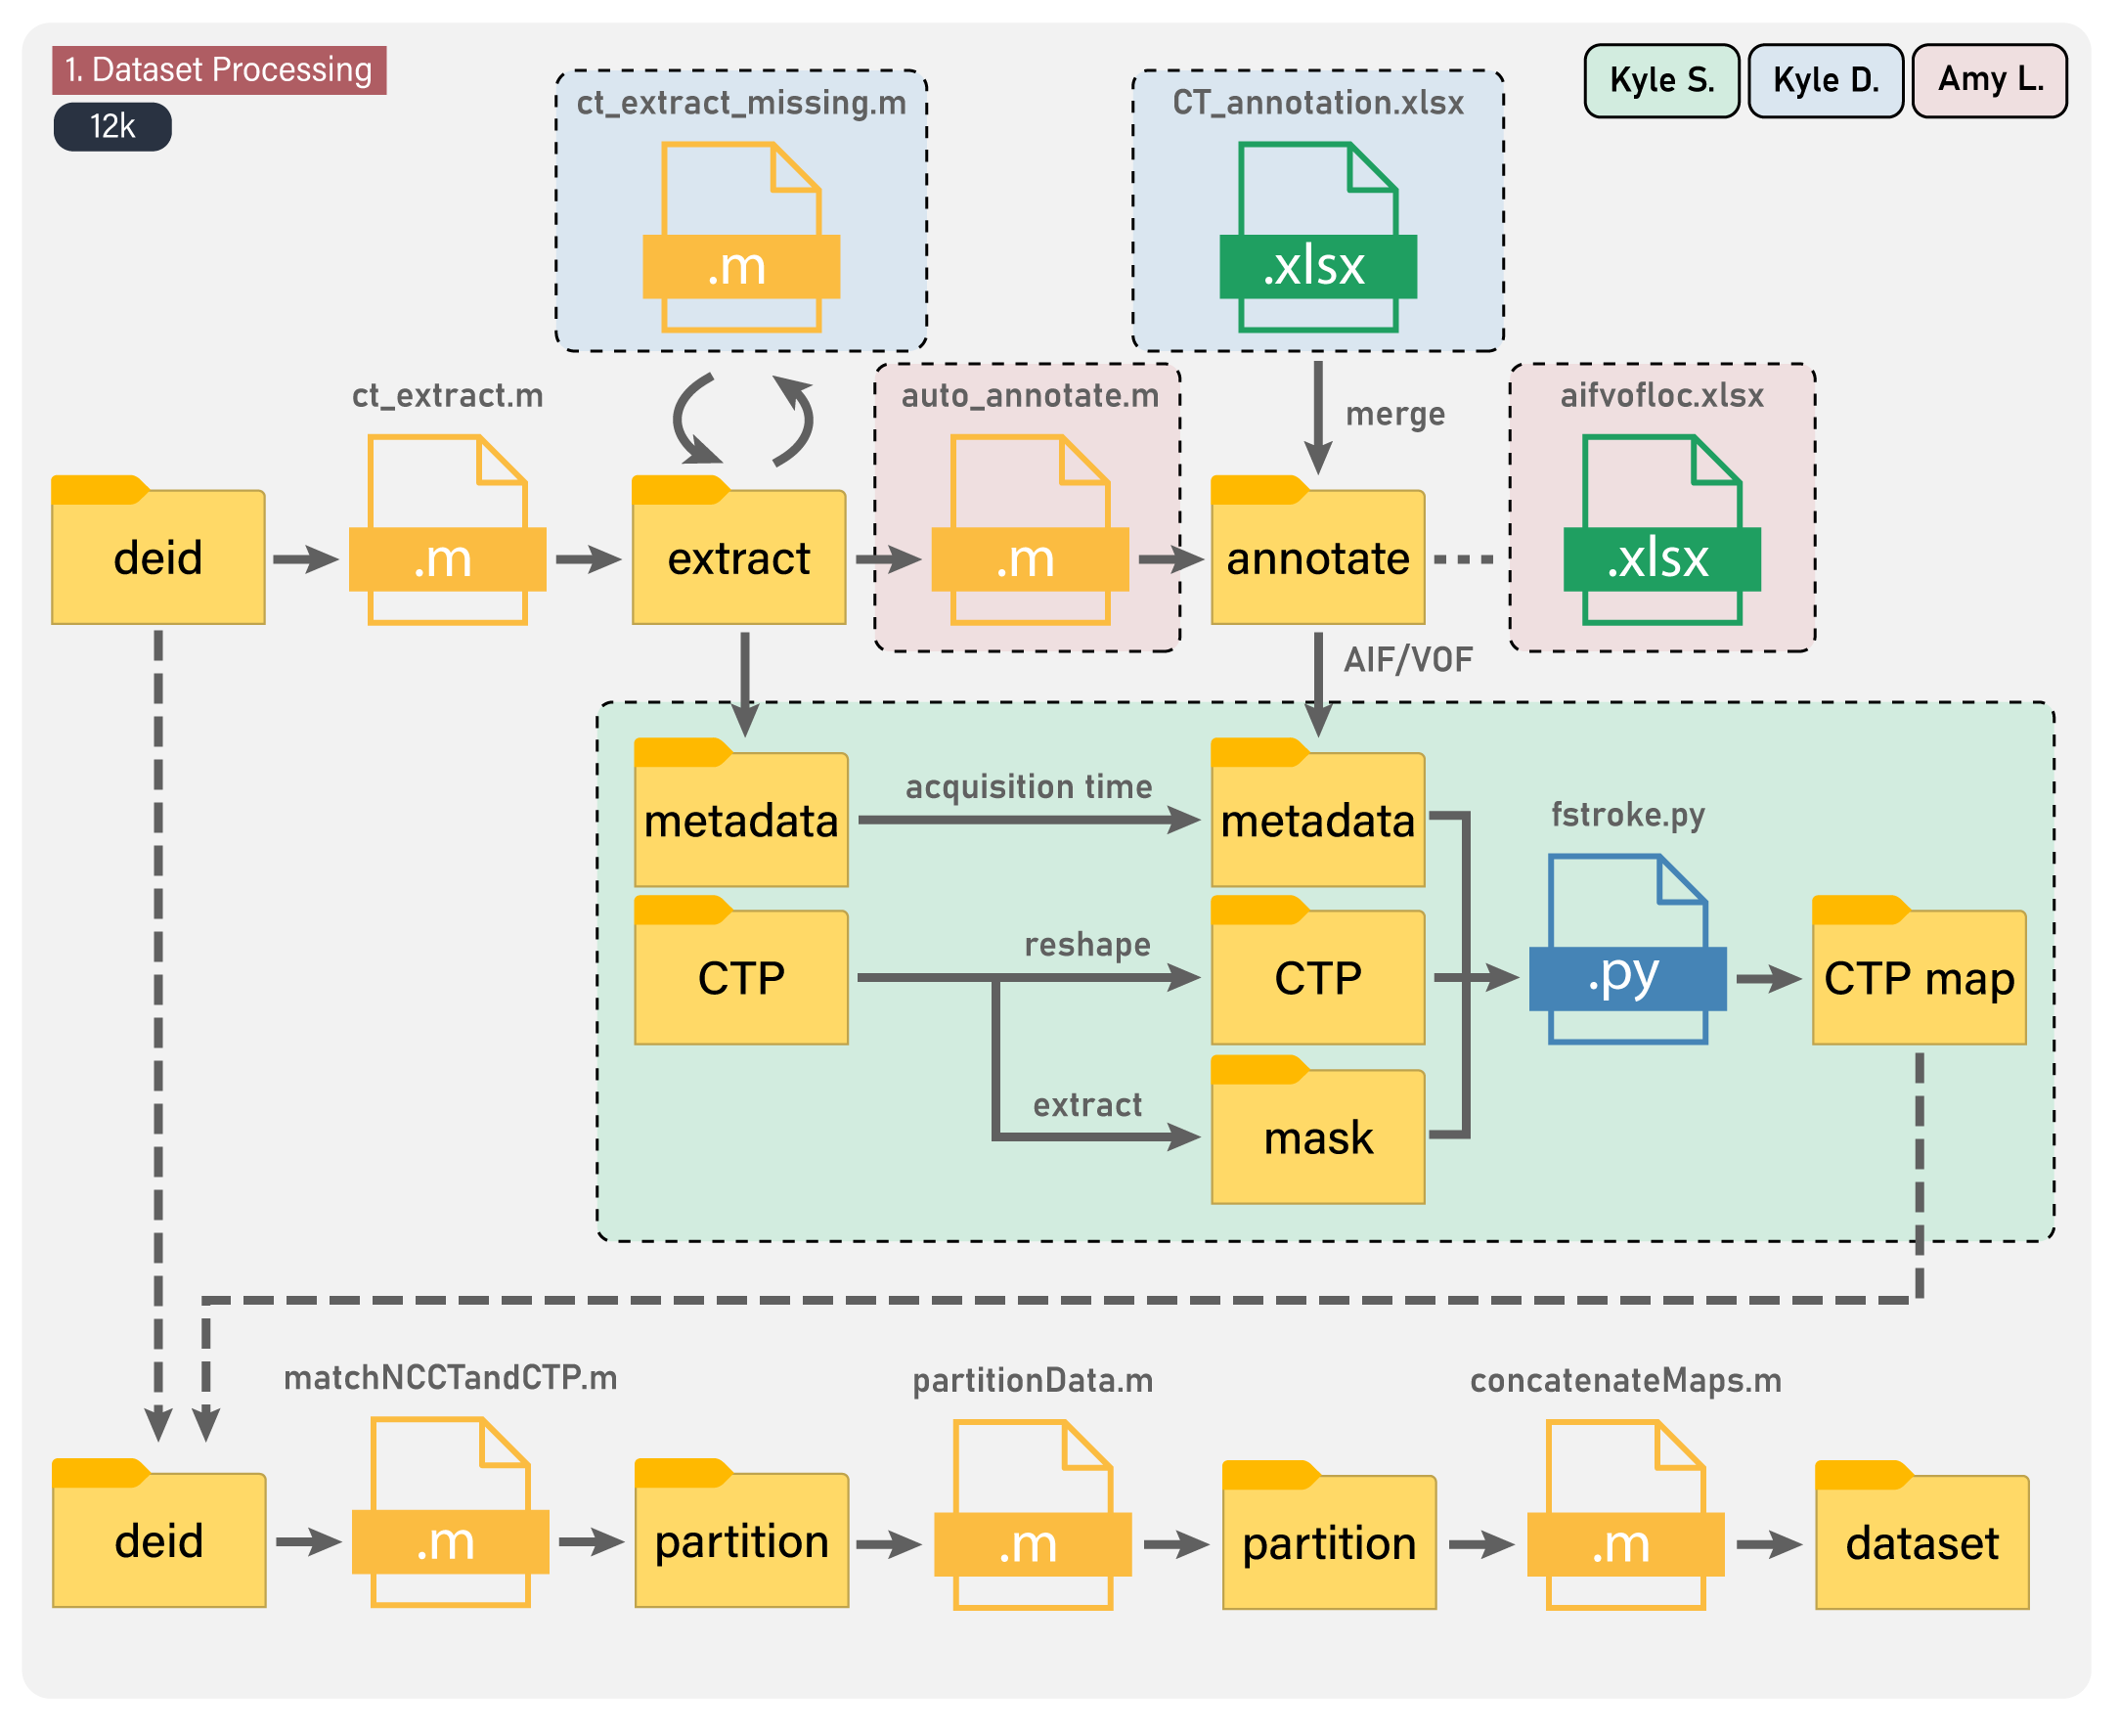 1. Dataset Processing
12k
Kyle S.
Kyle D.
Amy L.
ct_extract_missing.m
.m
CT_annotation.xlsx
.xlsx
ct_extract.m
auto_annotate.m
merge
aifvofloc.xlsx
deid
.m
extract
.m
annotate
.xlsx
AIF/VOF
metadata
acquisition time
metadata
fstroke.py
CTP
reshape
CTP
.py
CTP map
extract
mask
matchNCCTandCTP.m
partitionData.m
concatenateMaps.m
deid
.m
partition
.m
partition
.m
dataset